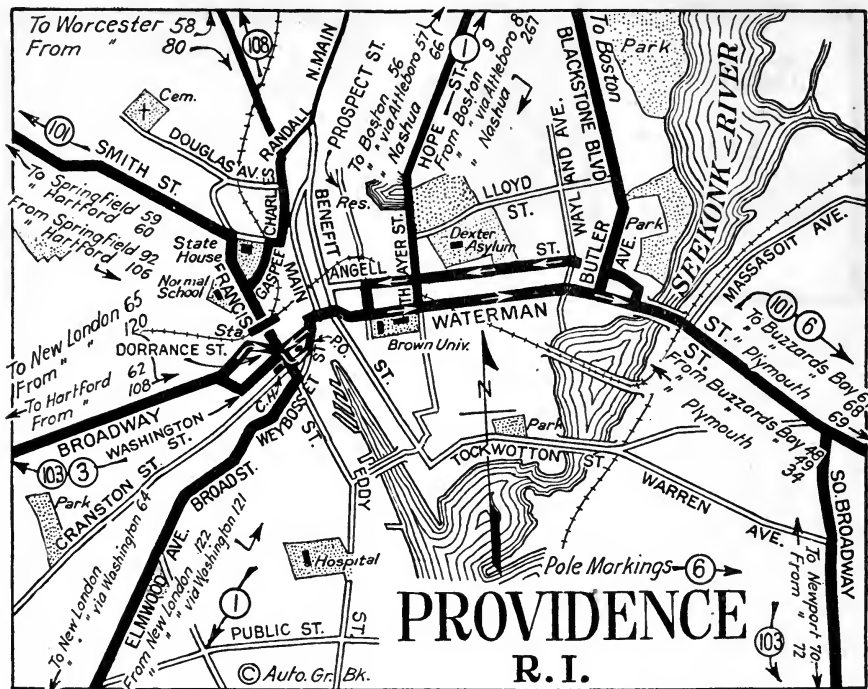 To Worcester 58
From " 80
108
N. MAIN
PROSPECT ST.
To Boston 56
" " via Attleboro 57
" Nashua 66
1
HOPE ST.
From Boston 9
" " via Attleboro 8
" Nashua 267
BLACKSTONE BLVD
To Boston
Park
SEEKONK RIVER
Cem.
101
SMITH ST.
DOUGLAS AV.
RANDALL
CHARLES
BENEFIT
Res.
LLOYD ST.
WAYLAND AVE.
Dexter Asylum
Park
MASSASOIT AVE.
To Springfield 59
" Hartford 60
From Springfield 92
" Hartford 106
State House
Normal School
GASPEE
MAIN
ANGELL ST.
THAYER ST.
BUTLER AVE.
FRANCIS
Sta
WATERMAN ST.
Brown Univ.
101 6
To Buzzards Bay 68
" Plymouth 69
From Buzzards Bay 48
" " 49
" Plymouth 34
To New London 65
From " " 120
DORRANCE ST.
To Hartford 62
From " 108
P.O.
ST.
C.H.
ST.
N
BROADWAY
WASHINGTON ST.
WEYBOSSET ST.
103 3
CRANSTON ST.
Park
BROAD ST.
EDDY ST.
Park
TOCKWOTTON ST.
WARREN AVE.
SO. BROADWAY
To New London
" " " via Washington 64
ELMWOOD AVE.
From New London 122
" " " via Washington 121
1
Hospital
Pole Markings 6
To Newport 70
From " 72
103
PUBLIC ST.
PROVIDENCE
R. I.
© Auto. Gr. Bk.